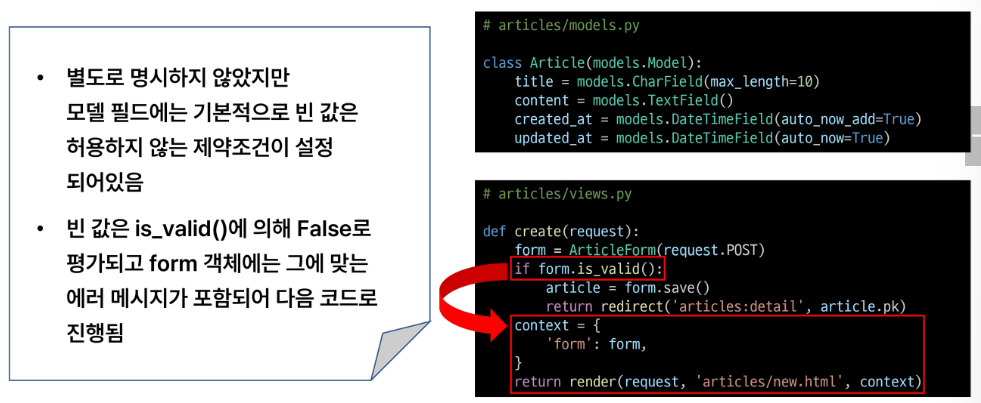 • 별도로 명시하지 않았지만
모델 필드에는 기본적으로 빈 값은
허용하지 않는 제약조건이 설정
되어있음
• 빈 값은 is_valid()에 의해 False로
평가되고 form 객체에는 그에 맞는
에러 메시지가 포함되어 다음 코드로
진행됨
# articles/models.py

class Article(models.Model):
    title = models.CharField(max_length=10)
    content = models.TextField()
    created_at = models.DateTimeField(auto_now_add=True)
    updated_at = models.DateTimeField(auto_now=True)

# articles/views.py

def create(request):
    form = ArticleForm(request.POST)
    if form.is_valid():
        article = form.save()
        return redirect('articles:detail', article.pk)
    context = {
        'form': form,
    }
    return render(request, 'articles/new.html', context)